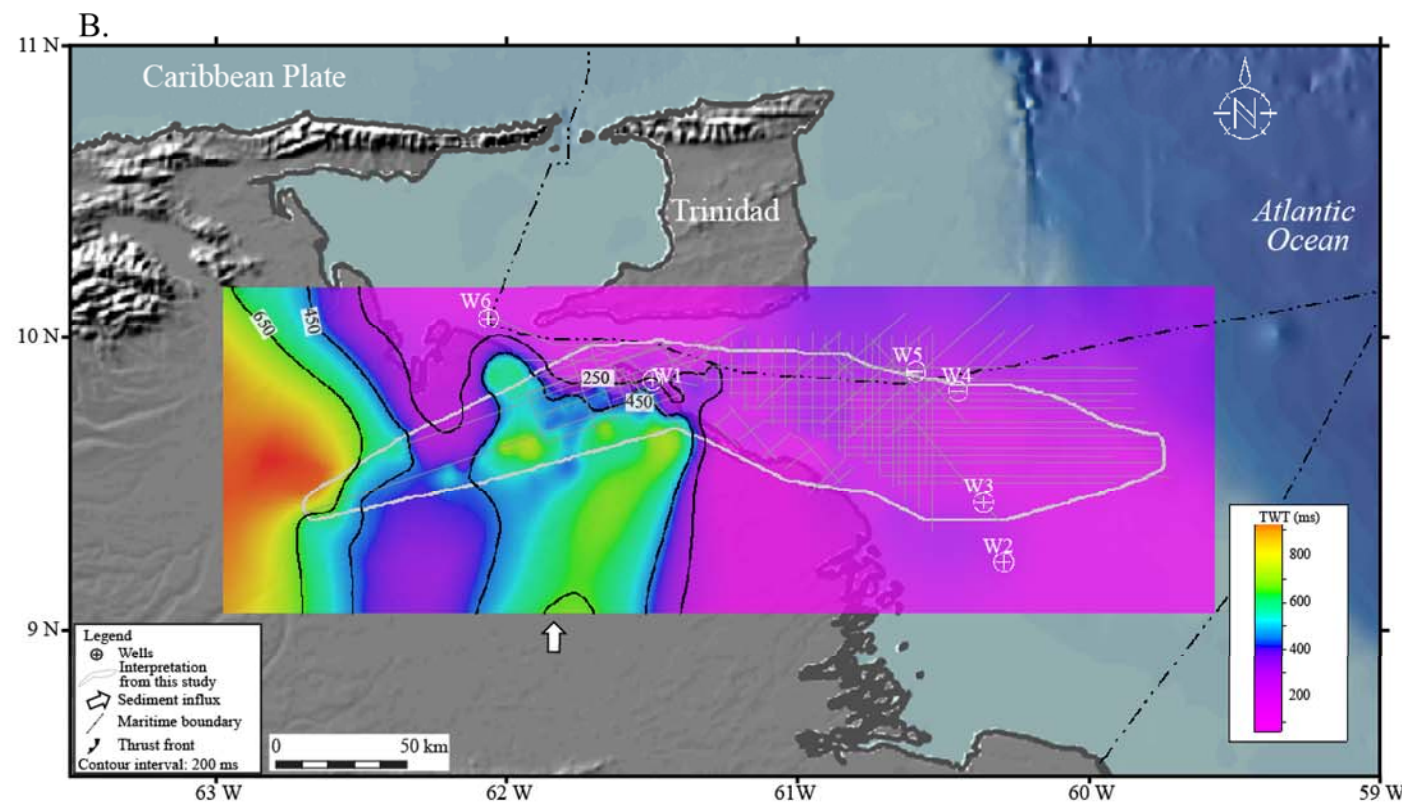 B.
11 N
Caribbean Plate
N
Trinidad
Atlantic
Ocean
W6
10 N
650
450
250
W1
450
W5
W4
W3
W2
TWT (ms)
800
600
400
200
9 N
Legend
Wells
Interpretation
from this study
Sediment influx
Maritime boundary
Thrust front
Contour interval: 200 ms
0 50 km
63 W 62 W 61 W 60 W 59 W